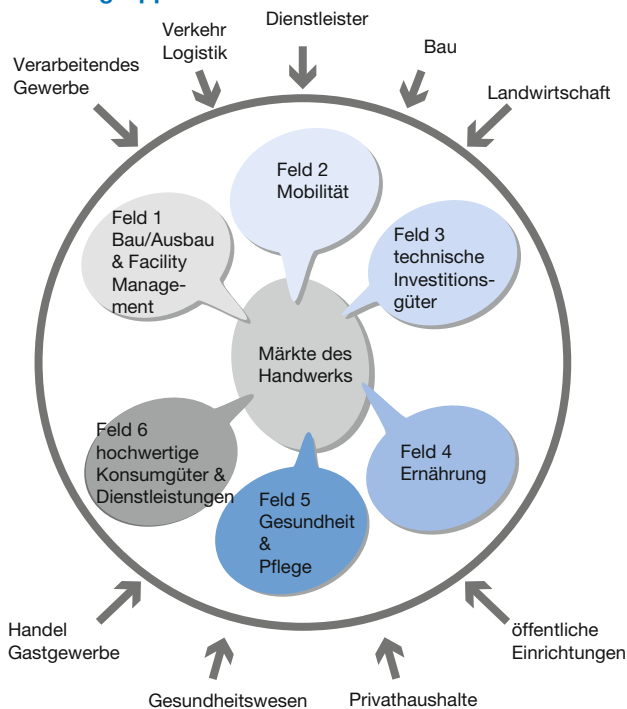 Dienstleister
Verkehr
Logistik
Bau
Verarbeitendes
Gewerbe
Landwirtschaft
Feld 1
Bau/Ausbau
& Facility
Manage-
ment
Feld 2
Mobilität
Feld 3
technische
Investitions-
güter
Märkte des
Handwerks
Feld 6
hochwertige
Konsumgüter &
Dienstleistungen
Feld 5
Gesundheit
&
Pflege
Feld 4
Ernährung
Handel
Gastgewerbe
öffentliche
Einrichtungen
Gesundheitswesen
Privathaushalte